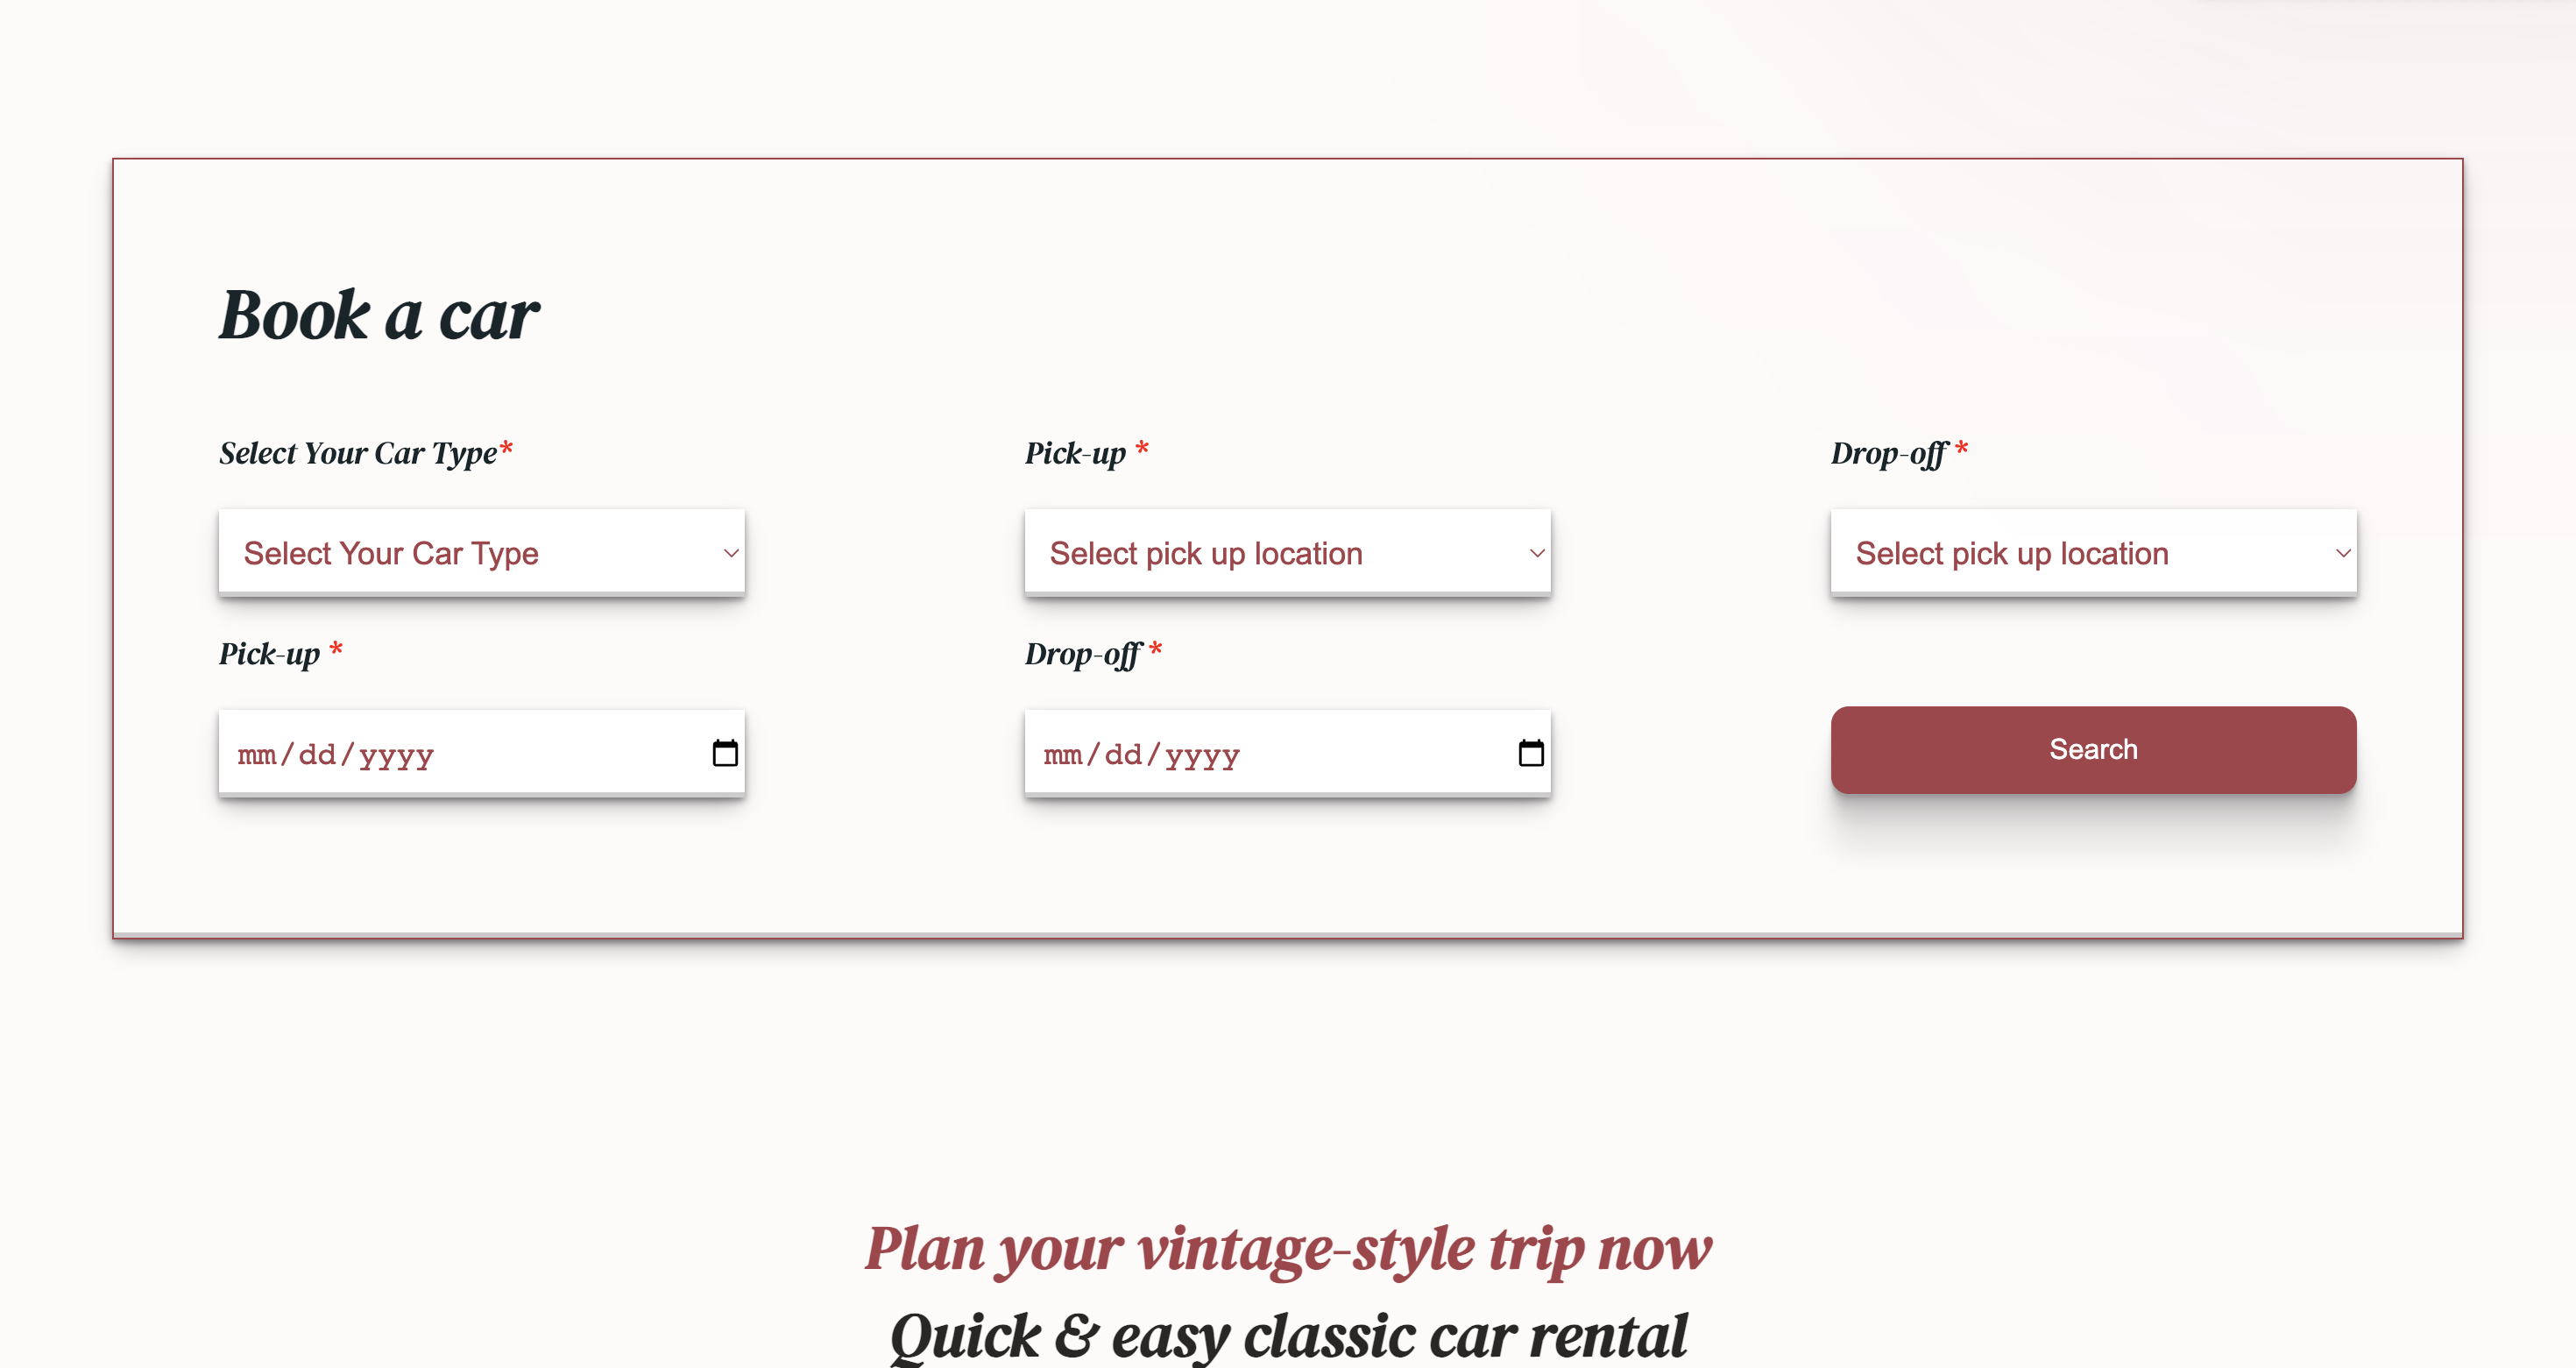 Book a car
Select Your Car Type* Pick-up * Drop-off *
Select Your Car Type Select pick up location Select pick up location
Pick-up * Drop-off *
mm/dd/yyyy mm/dd/yyyy Search
Plan your vintage-style trip now
Quick & easy classic car rental